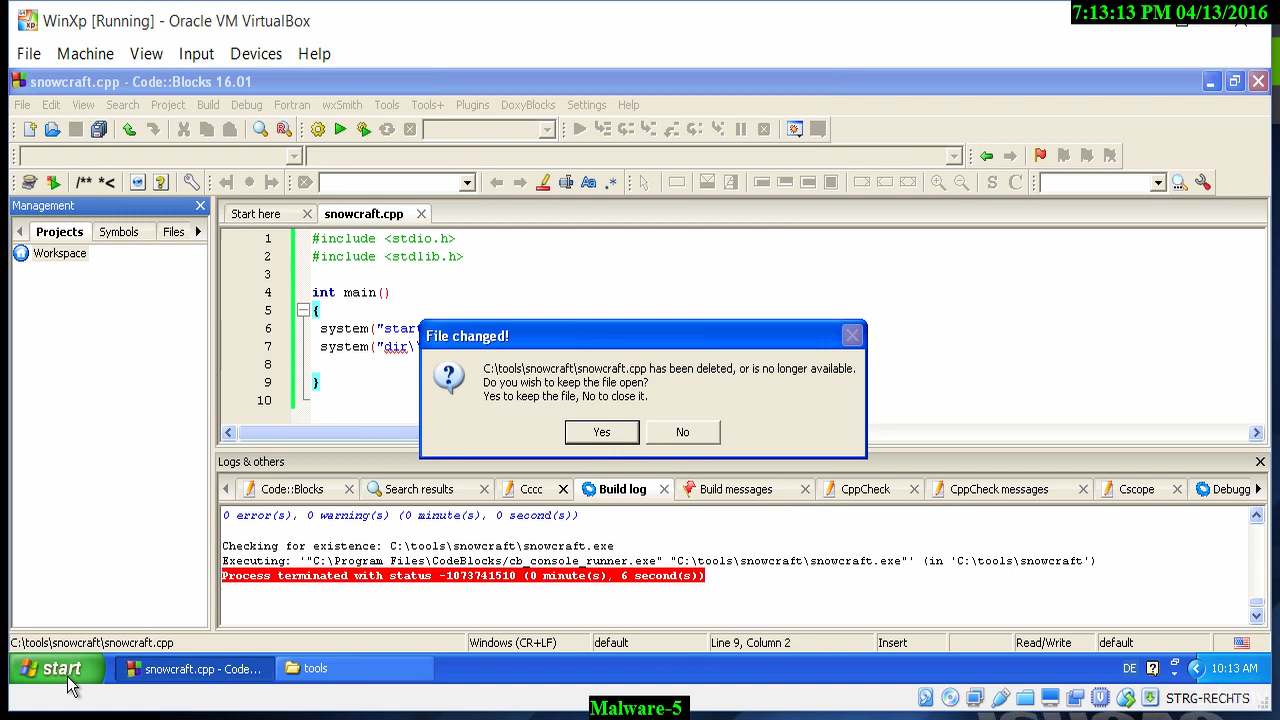 WinXp [Running] - Oracle VM VirtualBox
7:13:13 PM 04/13/2016
File Machine View Input Devices Help
snowcraft.cpp - Code::Blocks 16.01
File Edit View Search Project Build Debug Fortran wxSmith Tools Tools+ Plugins DoxyBlocks Settings Help
/** *<
Management
Start here snowcraft.cpp
Projects Symbols Files
Workspace
1 #include <stdio.h>
2 #include <stdlib.h>
3
4 int main()
5 {
6 system("star
7 system("dir\
8
9 }
10
File changed!
C:\tools\snowcraft\snowcraft.cpp has been deleted, or is no longer available.
Do you wish to keep the file open?
Yes to keep the file, No to close it.
Yes No
Logs & others
Code::Blocks Search results Cccc Build log Build messages CppCheck CppCheck messages Cscope Debugg
0 error(s), 0 warning(s) (0 minute(s), 0 second(s))
Checking for existence: C:\tools\snowcraft\snowcraft.exe
Executing: '"C:\Program Files\CodeBlocks/cb_console_runner.exe" "C:\tools\snowcraft\snowcraft.exe"' (in 'C:\tools\snowcraft')
Process terminated with status -1073741510 (0 minute(s), 6 second(s))
C:\tools\snowcraft\snowcraft.cpp Windows (CR+LF) default Line 9, Column 2 Insert Read/Write default
start snowcraft.cpp - Code... tools DE 10:13 AM
STRG-RECHTS
Malware-5